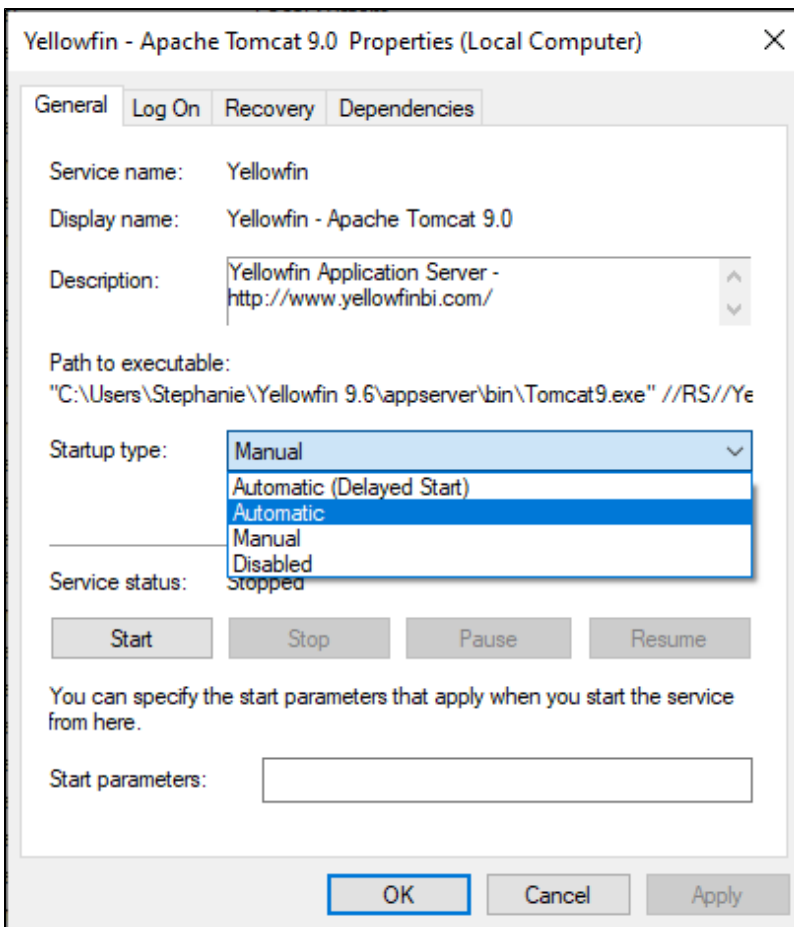 Yellowfin - Apache Tomcat 9.0 Properties (Local Computer)
General Log On Recovery Dependencies
Service name: Yellowfin
Display name: Yellowfin - Apache Tomcat 9.0
Description: Yellowfin Application Server -
http://www.yellowfinbi.com/
Path to executable:
"C:\Users\Stephanie\Yellowfin 9.6\appserver\bin\Tomcat9.exe" //RS//Ye
Startup type: Manual
Automatic (Delayed Start)
Automatic
Manual
Disabled
Service status: Stopped
Start Stop Pause Resume
You can specify the start parameters that apply when you start the service
from here.
Start parameters:
OK Cancel Apply